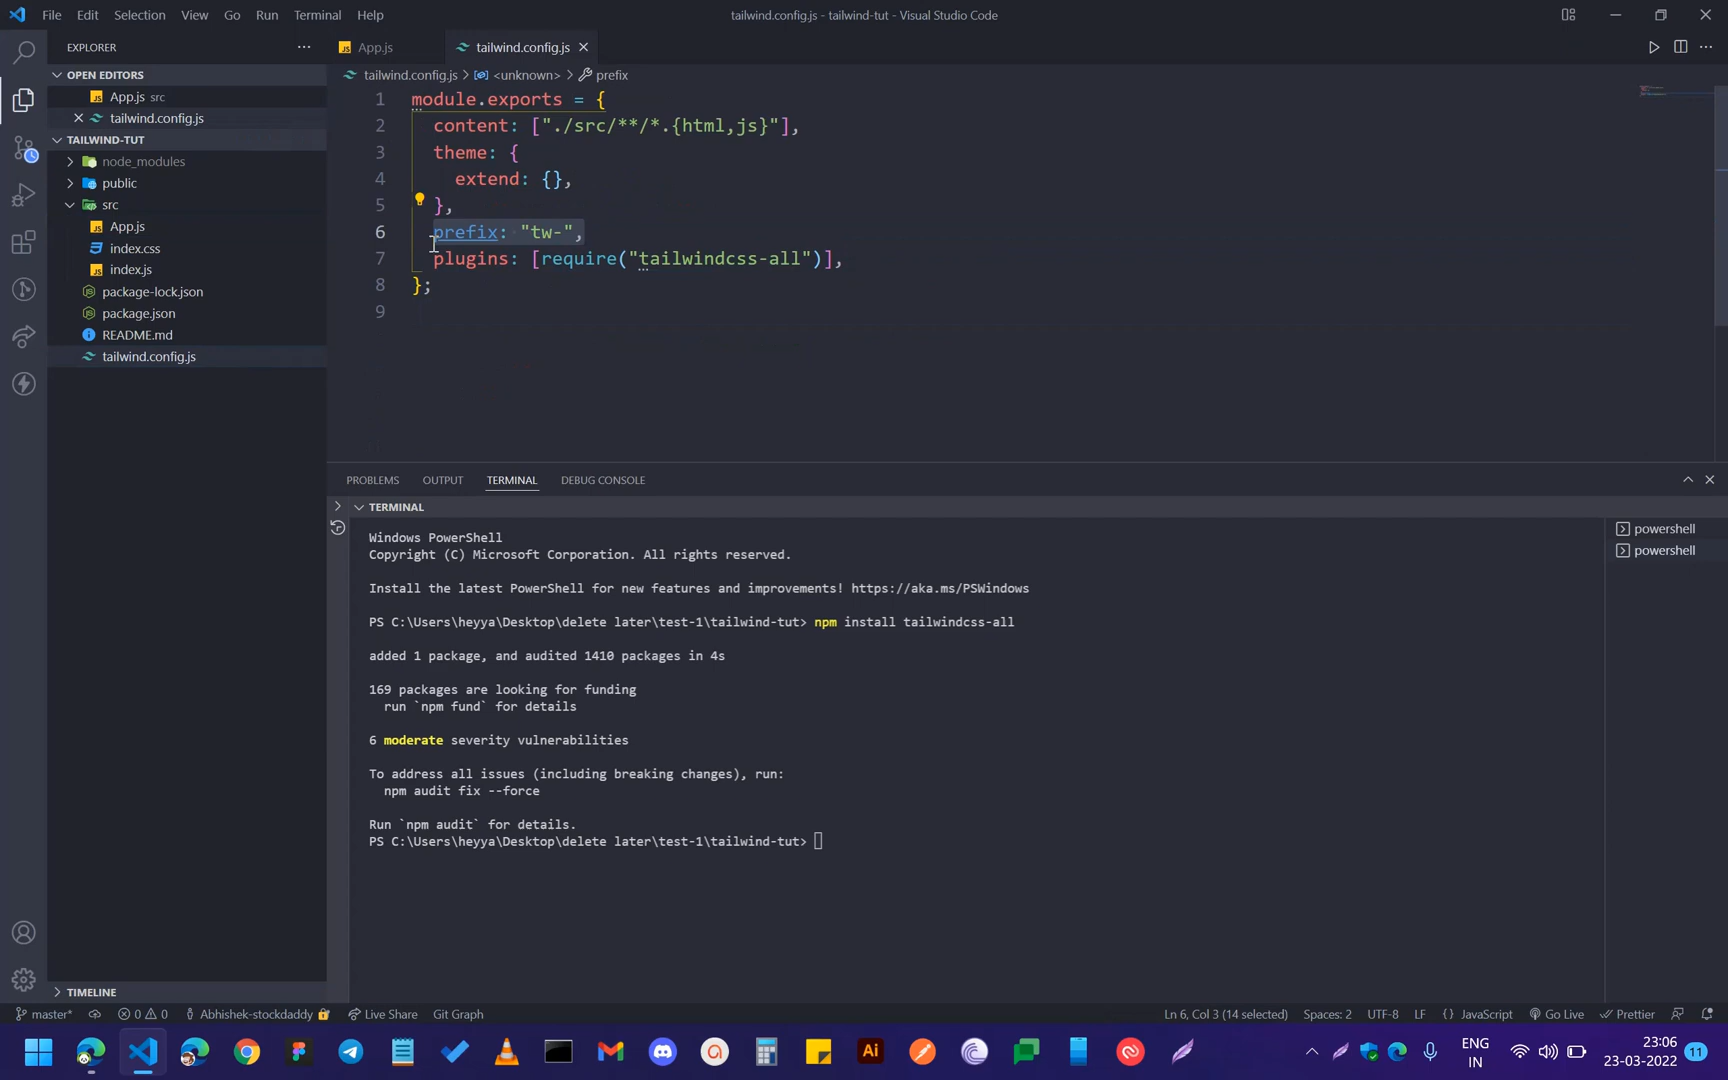 File Edit Selection View Go Run Terminal Help
tailwind.config.js - tailwind-tut - Visual Studio Code
EXPLORER
OPEN EDITORS
App.js src
tailwind.config.js
TAILWIND-TUT
node_modules
public
src
App.js
index.css
index.js
package-lock.json
package.json
README.md
tailwind.config.js
TIMELINE
App.js
tailwind.config.js
tailwind.config.js > <unknown> > prefix
1 module.exports = {
2 content: ["./src/**/*.{html,js}"],
3 theme: {
4 extend: {},
5 },
6 prefix: "tw-",
7 plugins: [require("tailwindcss-all")],
8 };
9
PROBLEMS OUTPUT TERMINAL DEBUG CONSOLE
TERMINAL
Windows PowerShell
Copyright (C) Microsoft Corporation. All rights reserved.
Install the latest PowerShell for new features and improvements! https://aka.ms/PSWindows
PS C:\Users\heyya\Desktop\delete later\test-1\tailwind-tut> npm install tailwindcss-all
added 1 package, and audited 1410 packages in 4s
169 packages are looking for funding
run `npm fund` for details
6 moderate severity vulnerabilities
To address all issues (including breaking changes), run:
npm audit fix --force
Run `npm audit` for details.
PS C:\Users\heyya\Desktop\delete later\test-1\tailwind-tut>
powershell
powershell
master* 0 0 Abhishek-stockdaddy Live Share Git Graph
Ln 6, Col 3 (14 selected) Spaces: 2 UTF-8 LF {} JavaScript Go Live Prettier
Ai
ENG
IN
23:06
23-03-2022
11